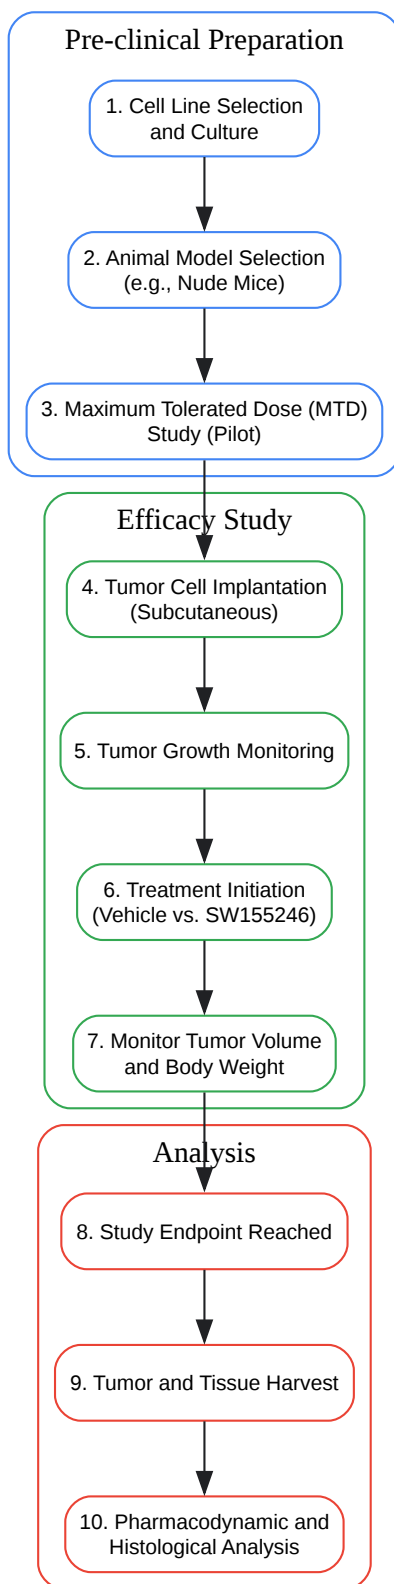 Pre-clinical Preparation
1. Cell Line Selection
and Culture
2. Animal Model Selection
(e.g., Nude Mice)
3. Maximum Tolerated Dose (MTD)
Study (Pilot)
Efficacy Study
4. Tumor Cell Implantation
(Subcutaneous)
5. Tumor Growth Monitoring
6. Treatment Initiation
(Vehicle vs. SW155246)
7. Monitor Tumor Volume
and Body Weight
Analysis
8. Study Endpoint Reached
9. Tumor and Tissue Harvest
10. Pharmacodynamic and
Histological Analysis